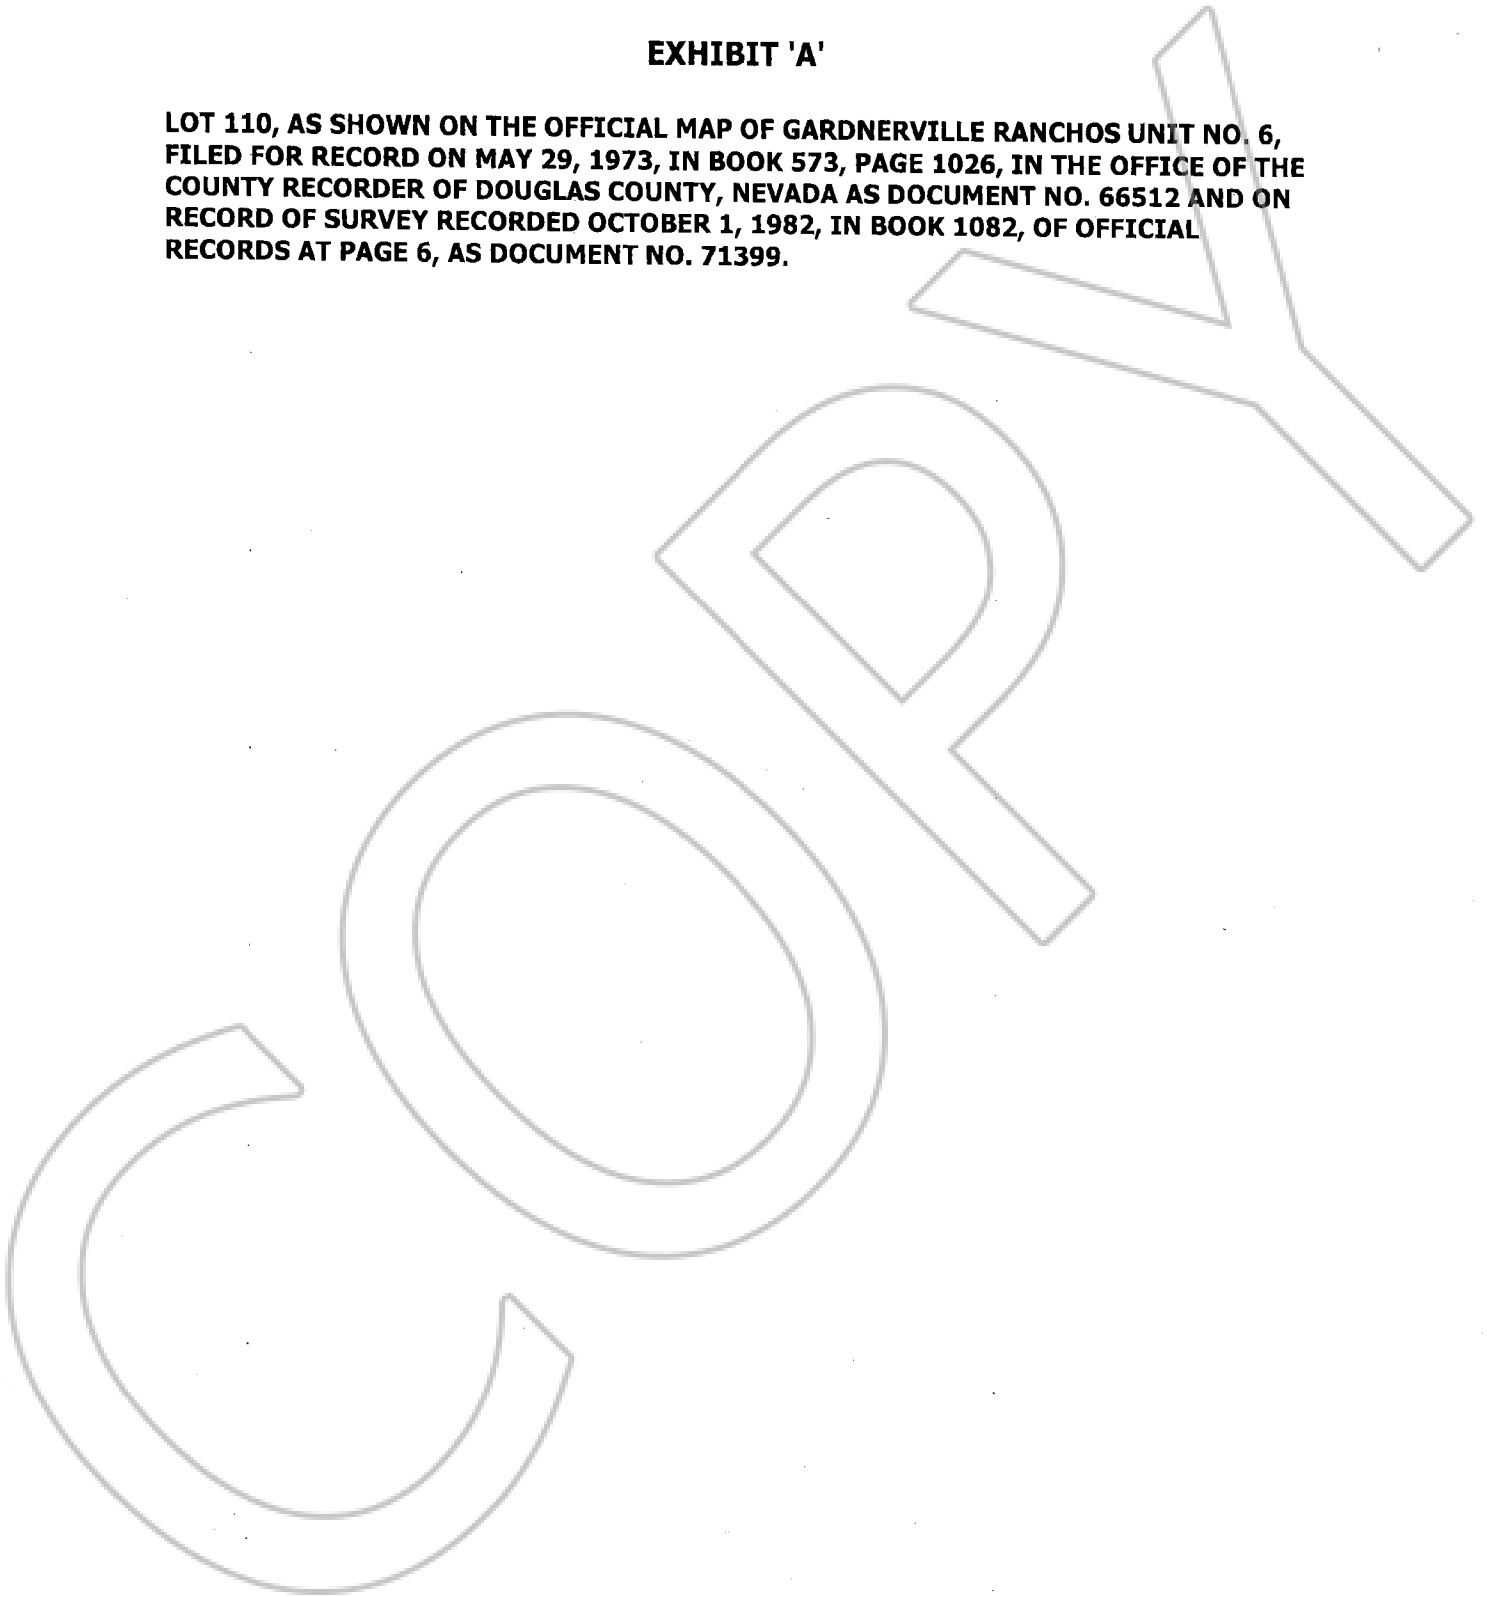 EXHIBIT 'A'
LOT 110, AS SHOWN ON THE OFFICIAL MAP OF GARDNERVILLE RANCHOS UNIT NO. 6,
FILED FOR RECORD ON MAY 29, 1973, IN BOOK 573, PAGE 1026, IN THE OFFICE OF THE
COUNTY RECORDER OF DOUGLAS COUNTY, NEVADA AS DOCUMENT NO. 66512 AND ON
RECORD OF SURVEY RECORDED OCTOBER 1, 1982, IN BOOK 1082, OF OFFICIAL
RECORDS AT PAGE 6, AS DOCUMENT NO. 71399.
COPY